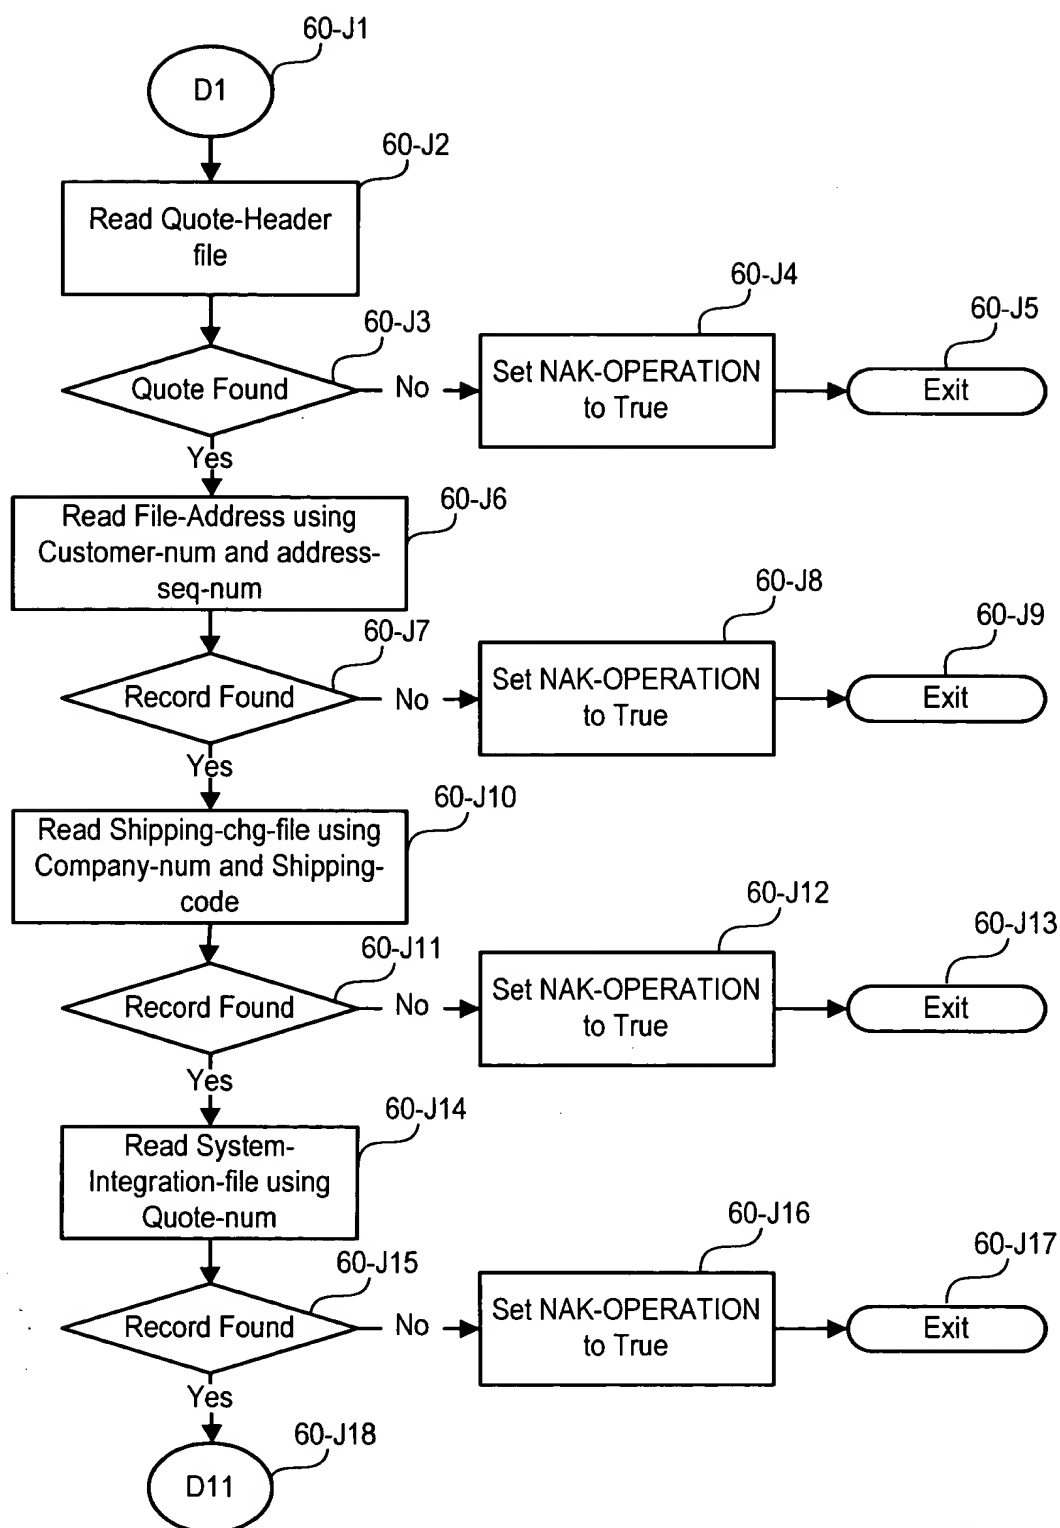 60-J1
D1
60-J2
Read Quote-Header
file
60-J3
Quote Found
No
60-J4
Set NAK-OPERATION
to True
60-J5
Exit
Yes
60-J6
Read File-Address using
Customer-num and address-
seq-num
60-J7
Record Found
No
60-J8
Set NAK-OPERATION
to True
60-J9
Exit
Yes
60-J10
Read Shipping-chg-file using
Company-num and Shipping-
code
60-J11
Record Found
No
60-J12
Set NAK-OPERATION
to True
60-J13
Exit
Yes
60-J14
Read System-
Integration-file using
Quote-num
60-J15
Record Found
No
60-J16
Set NAK-OPERATION
to True
60-J17
Exit
Yes
60-J18
D11